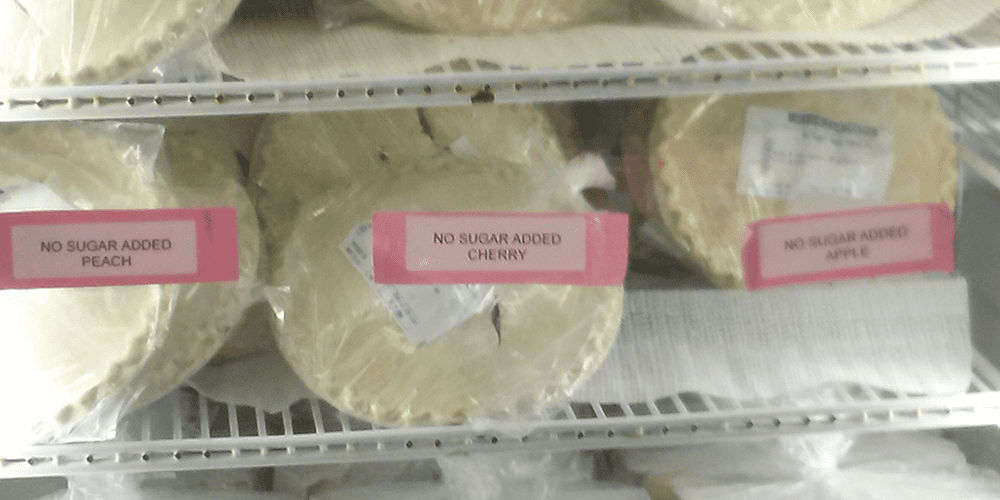 NO SUGAR ADDED
PEACH
NO SUGAR ADDED
CHERRY
NO SUGAR ADDED
APPLE